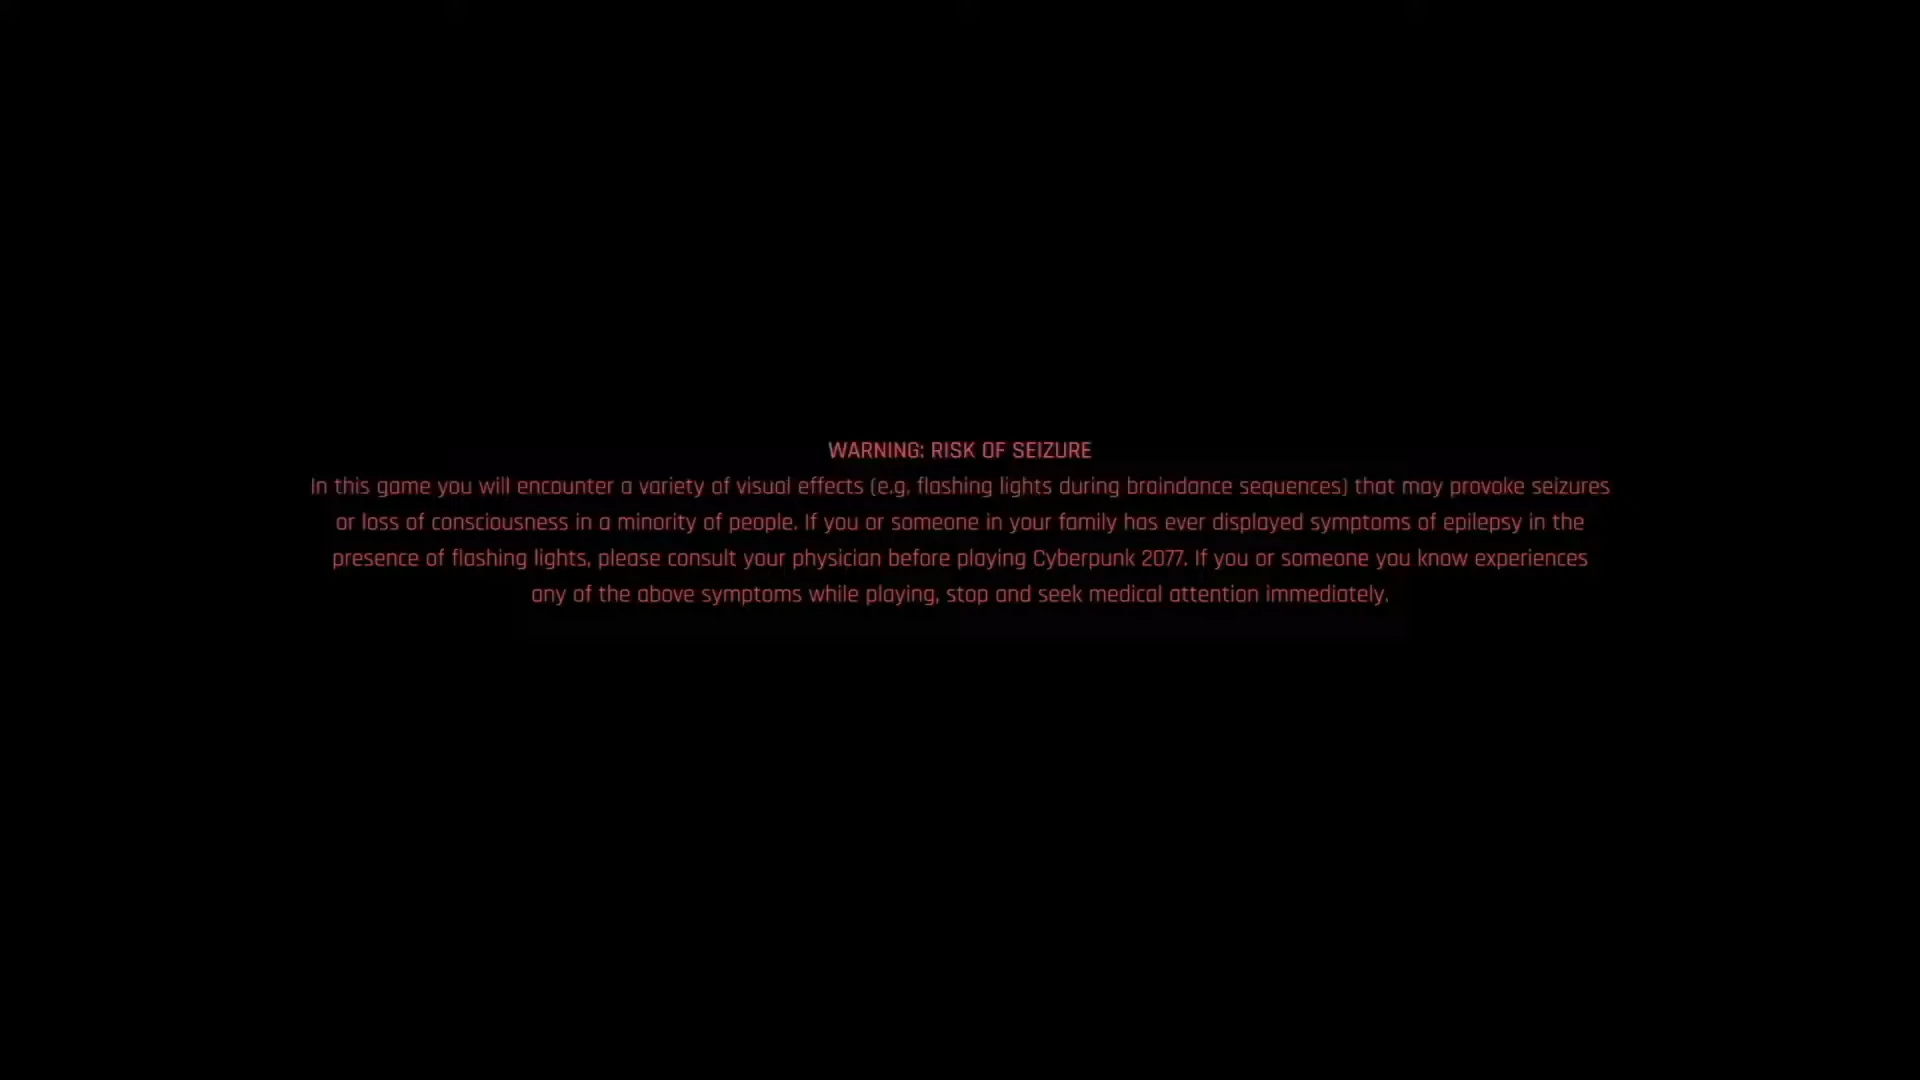 WARNING: RISK OF SEIZURE
In this game you will encounter a variety of visual effects (e.g, flashing lights during braindance sequences) that may provoke seizures
or loss of consciousness in a minority of people. If you or someone in your family has ever displayed symptoms of epilepsy in the
presence of flashing lights, please consult your physician before playing Cyberpunk 2077. If you or someone you know experiences
any of the above symptoms while playing, stop and seek medical attention immediately.